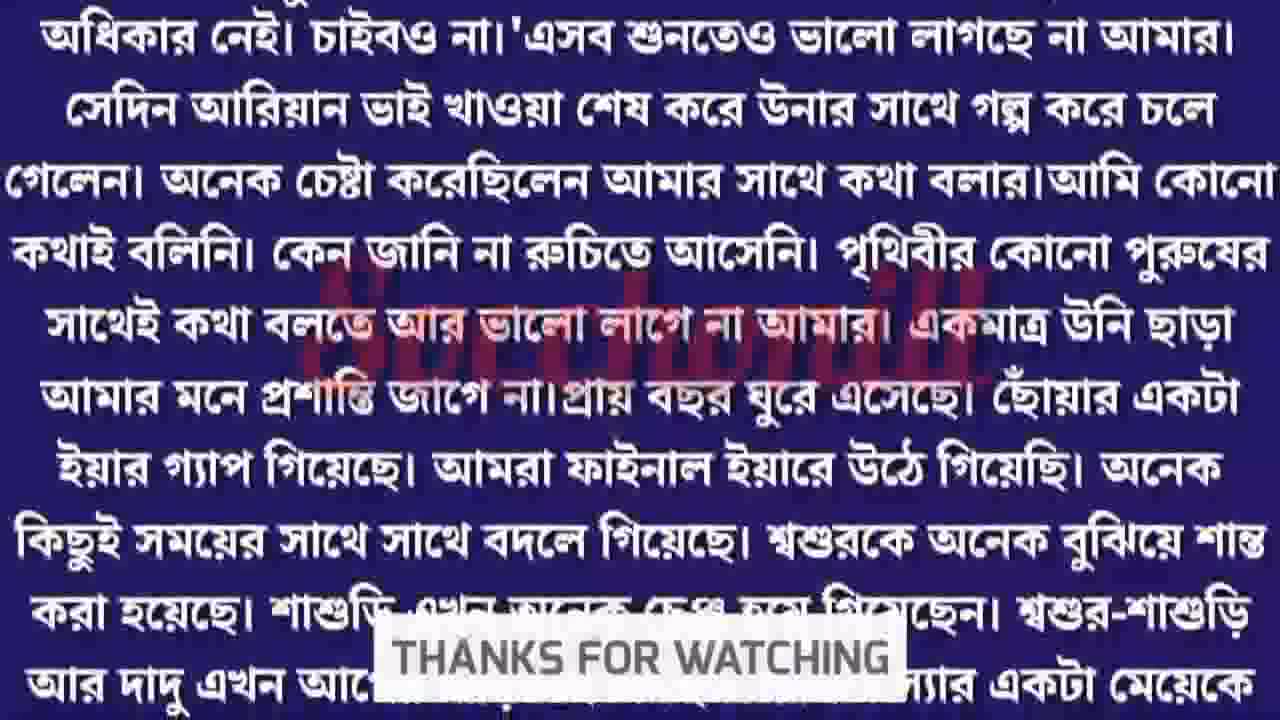 অধিকার নেই। চাইবও না।'এসব শুনতেও ভালো লাগছে না আমার।
সেদিন আরিয়ান ভাই খাওয়া শেষ করে উনার সাথে গল্প করে চলে
গেলেন। অনেক চেষ্টা করেছিলেন আমার সাথে কথা বলার।আমি কোনো
কথাই বলিনি। কেন জানি না রুচিতে আসেনি। পৃথিবীর কোনো পুরুষের
সাথেই কথা বলতে আর ভালো লাগে না আমার। একমাত্র উনি ছাড়া
আমার মনে প্রশান্তি জাগে না।প্রায় বছর ঘুরে এসেছে। ছোঁয়ার একটা
ইয়ার গ্যাপ গিয়েছে। আমরা ফাইনাল ইয়ারে উঠে গিয়েছি। অনেক
কিছুই সময়ের সাথে সাথে বদলে গিয়েছে। শ্বশুরকে অনেক বুঝিয়ে শান্ত
করা হয়েছে। শাশুড়ি এখন অনেক শ্বশুর-শাশুড়ি
THANKS FOR WATCHING
আর দাদু এখন একটা মেয়েকে